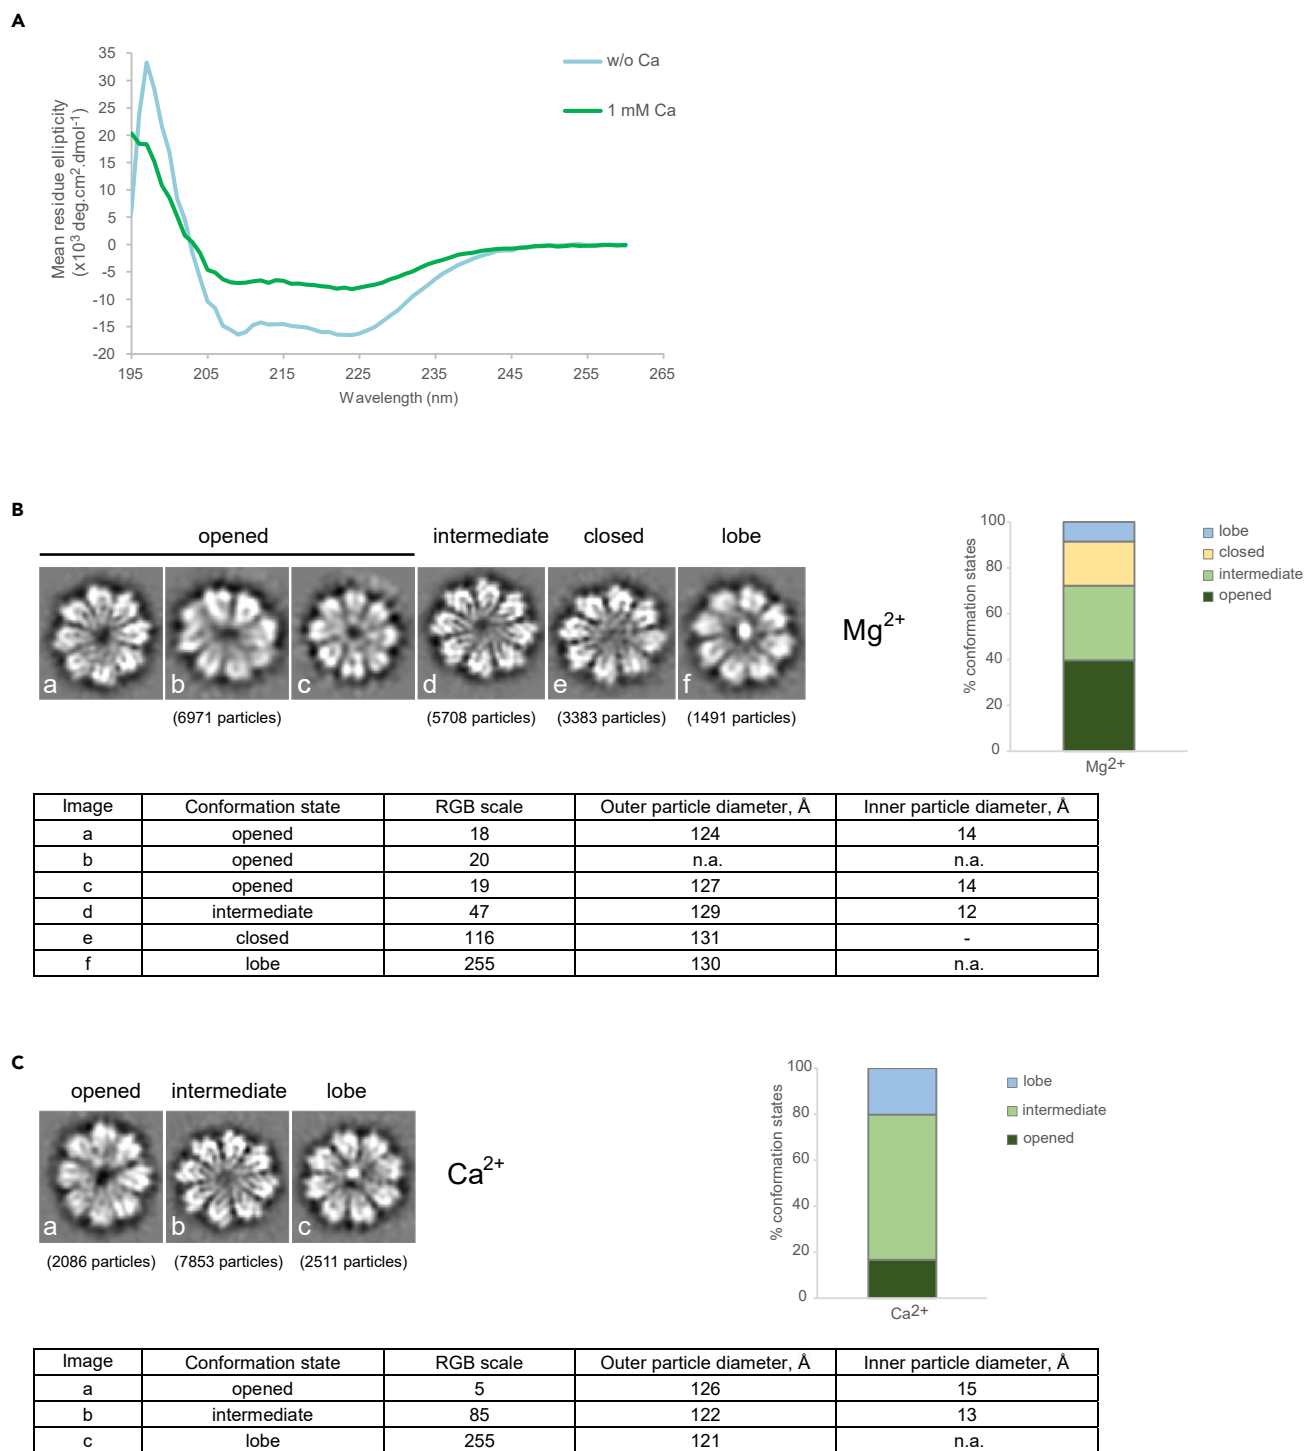 A
35
30
25
20
15
10
5
0
-5
-10
-15
-20
Mean residue ellipticity
(x10³ deg.cm².dmol⁻¹)
w/o Ca
1 mM Ca
195 205 215 225 235 245 255 265
Wavelength (nm)
B
opened intermediate closed lobe
a b c d e f
(6971 particles) (5708 particles) (3383 particles) (1491 particles)
Mg²⁺
100
80
60
40
20
0
% conformation states
Mg2+
lobe
closed
intermediate
opened
Image Conformation state RGB scale Outer particle diameter, Å Inner particle diameter, Å
a opened 18 124 14
b opened 20 n.a. n.a.
c opened 19 127 14
d intermediate 47 129 12
e closed 116 131 -
f lobe 255 130 n.a.
C
opened intermediate lobe
a b c
(2086 particles) (7853 particles) (2511 particles)
Ca²⁺
100
80
60
40
20
0
% conformation states
Ca2+
lobe
intermediate
opened
Image Conformation state RGB scale Outer particle diameter, Å Inner particle diameter, Å
a opened 5 126 15
b intermediate 85 122 13
c lobe 255 121 n.a.